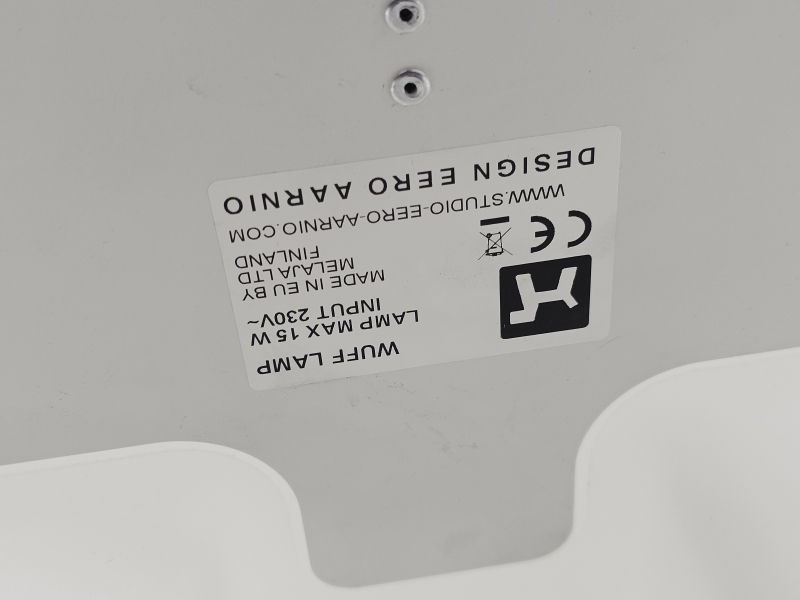 WUFF LAMP
LAMP MAX 15 W
INPUT 230V~
MADE IN EU BY
MELAJA LTD
FINLAND
CE
WWW.STUDIO-EERO-AARNIO.COM
DESIGN EERO AARNIO